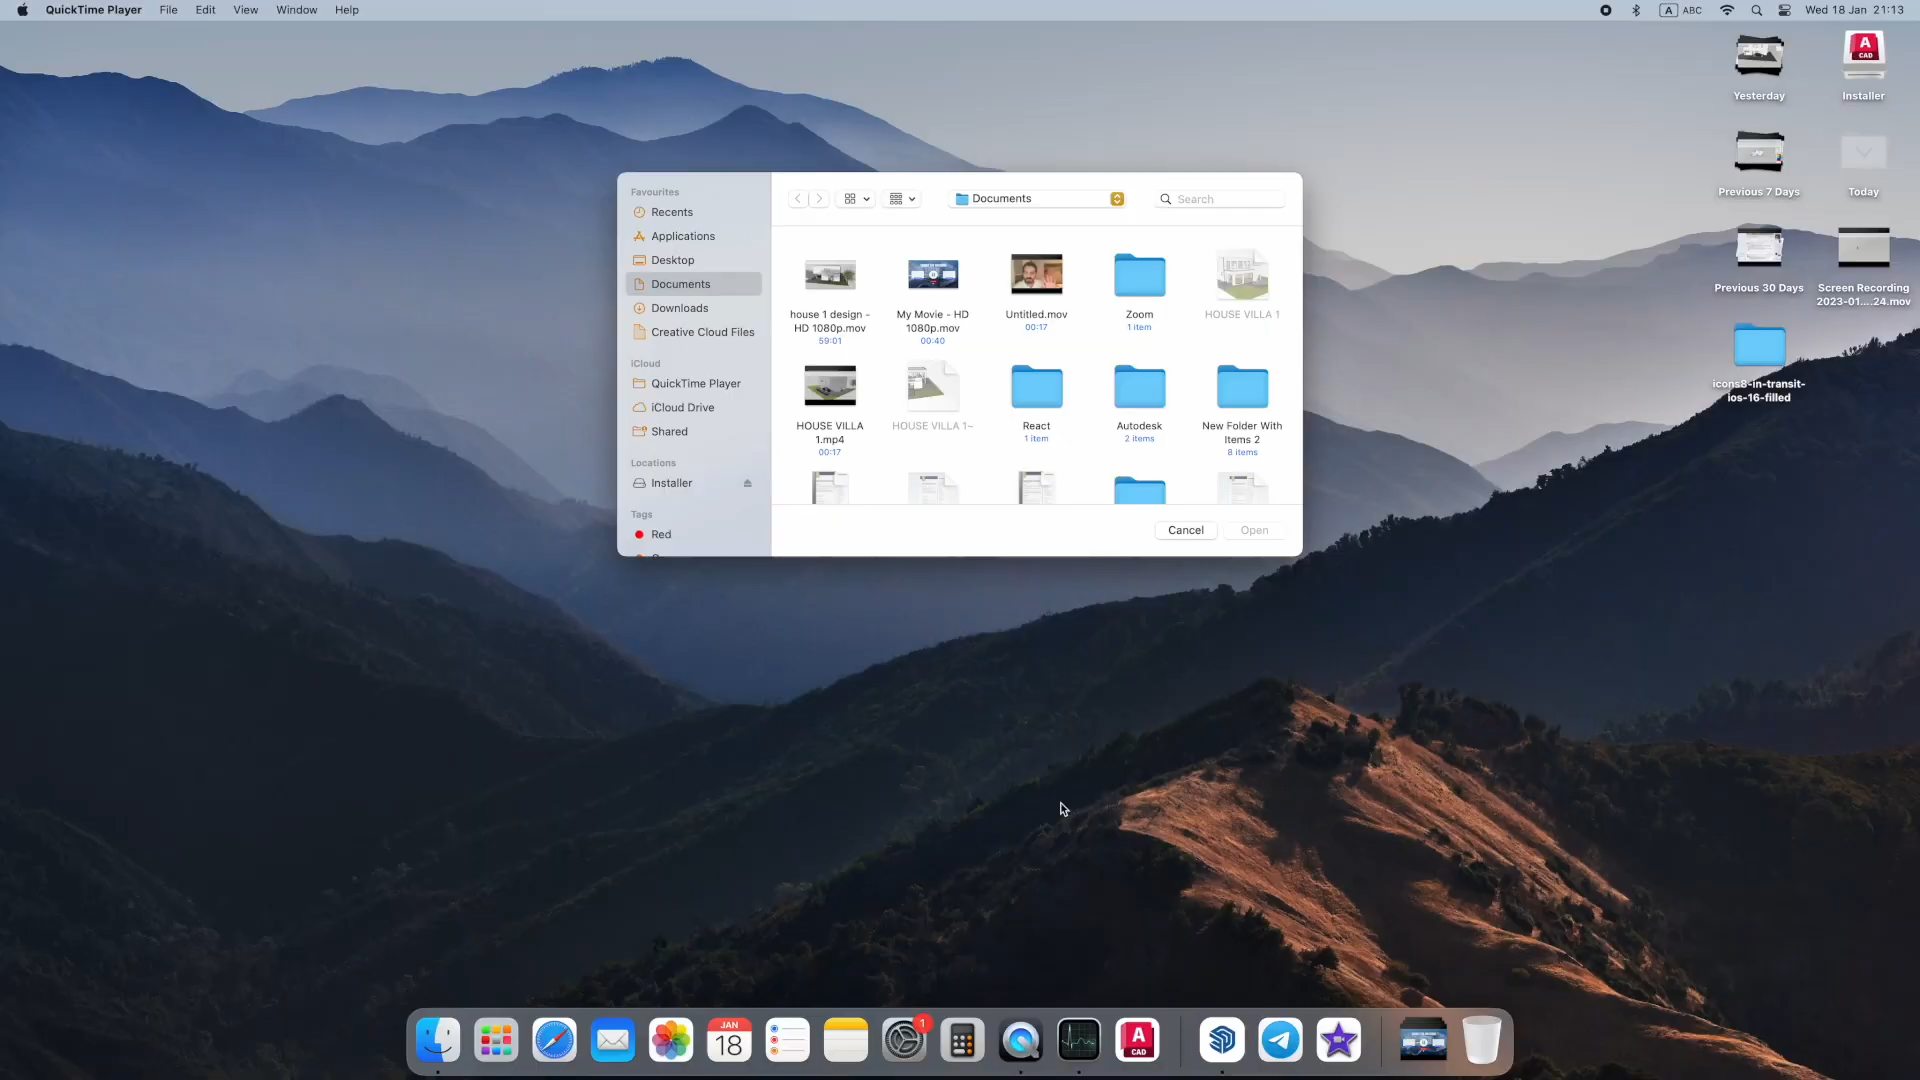 QuickTime Player File Edit View Window Help
A ABC Wed 18 Jan 21:13
Yesterday
A
CAD
Installer
Previous 7 Days
Today
Previous 30 Days
Screen Recording
2023-01....24.mov
icons8-in-transit-
ios-16-filled
Favourites
Recents
Applications
Desktop
Documents
Downloads
Creative Cloud Files
iCloud
QuickTime Player
iCloud Drive
Shared
Locations
Installer
Tags
Red
Documents
Search
house 1 design -
HD 1080p.mov
59:01
My Movie - HD
1080p.mov
00:40
Untitled.mov
00:17
Zoom
1 item
HOUSE VILLA 1
HOUSE VILLA
1.mp4
00:17
HOUSE VILLA 1~
React
1 item
Autodesk
2 items
New Folder With
Items 2
8 items
Cancel
Open
JAN
18
1
A
CAD